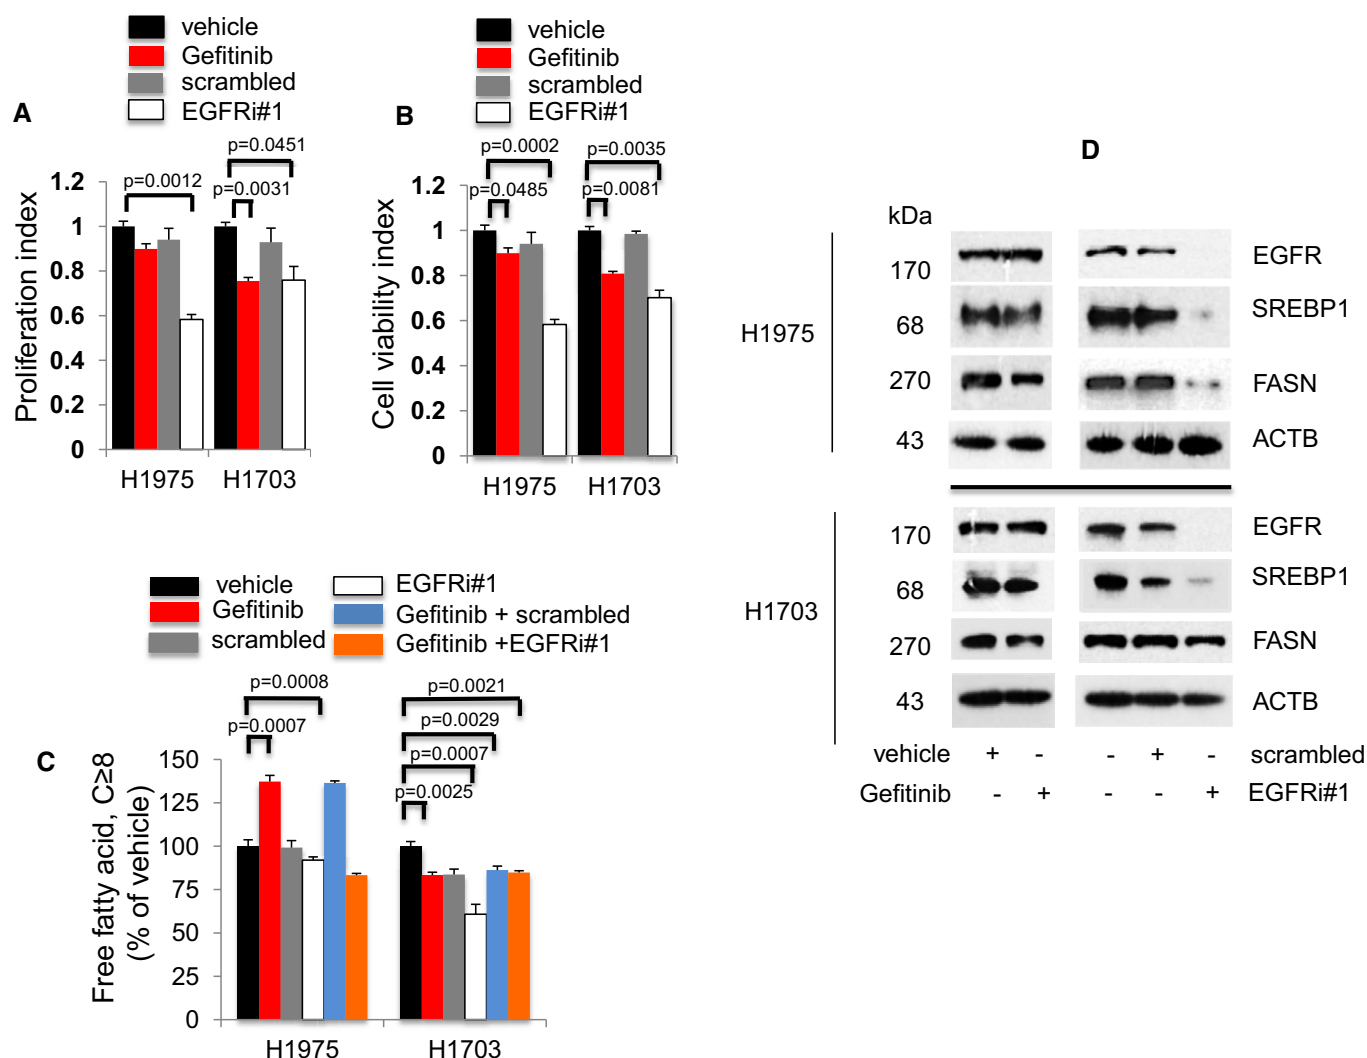 vehicle
Gefitinib
scrambled
EGFRi#1
A
p=0.0451
p=0.0012
p=0.0031
Proliferation index
1.2
1
0.8
0.6
0.4
0.2
0
H1975
H1703
vehicle
Gefitinib
scrambled
EGFRi#1
B
p=0.0002
p=0.0035
p=0.0485
p=0.0081
Cell viability index
1.2
1
0.8
0.6
0.4
0.2
0
H1975
H1703
vehicle
Gefitinib
scrambled
EGFRi#1
Gefitinib + scrambled
Gefitinib +EGFRi#1
C
p=0.0008
p=0.0007
p=0.0021
p=0.0029
p=0.0007
p=0.0025
Free fatty acid, C≥8
(% of vehicle)
150
125
100
75
50
25
0
H1975
H1703
D
kDa
H1975
170 EGFR
68 SREBP1
270 FASN
43 ACTB
H1703
170 EGFR
68 SREBP1
270 FASN
43 ACTB
vehicle + - - + - scrambled
Gefitinib - + - - + EGFRi#1